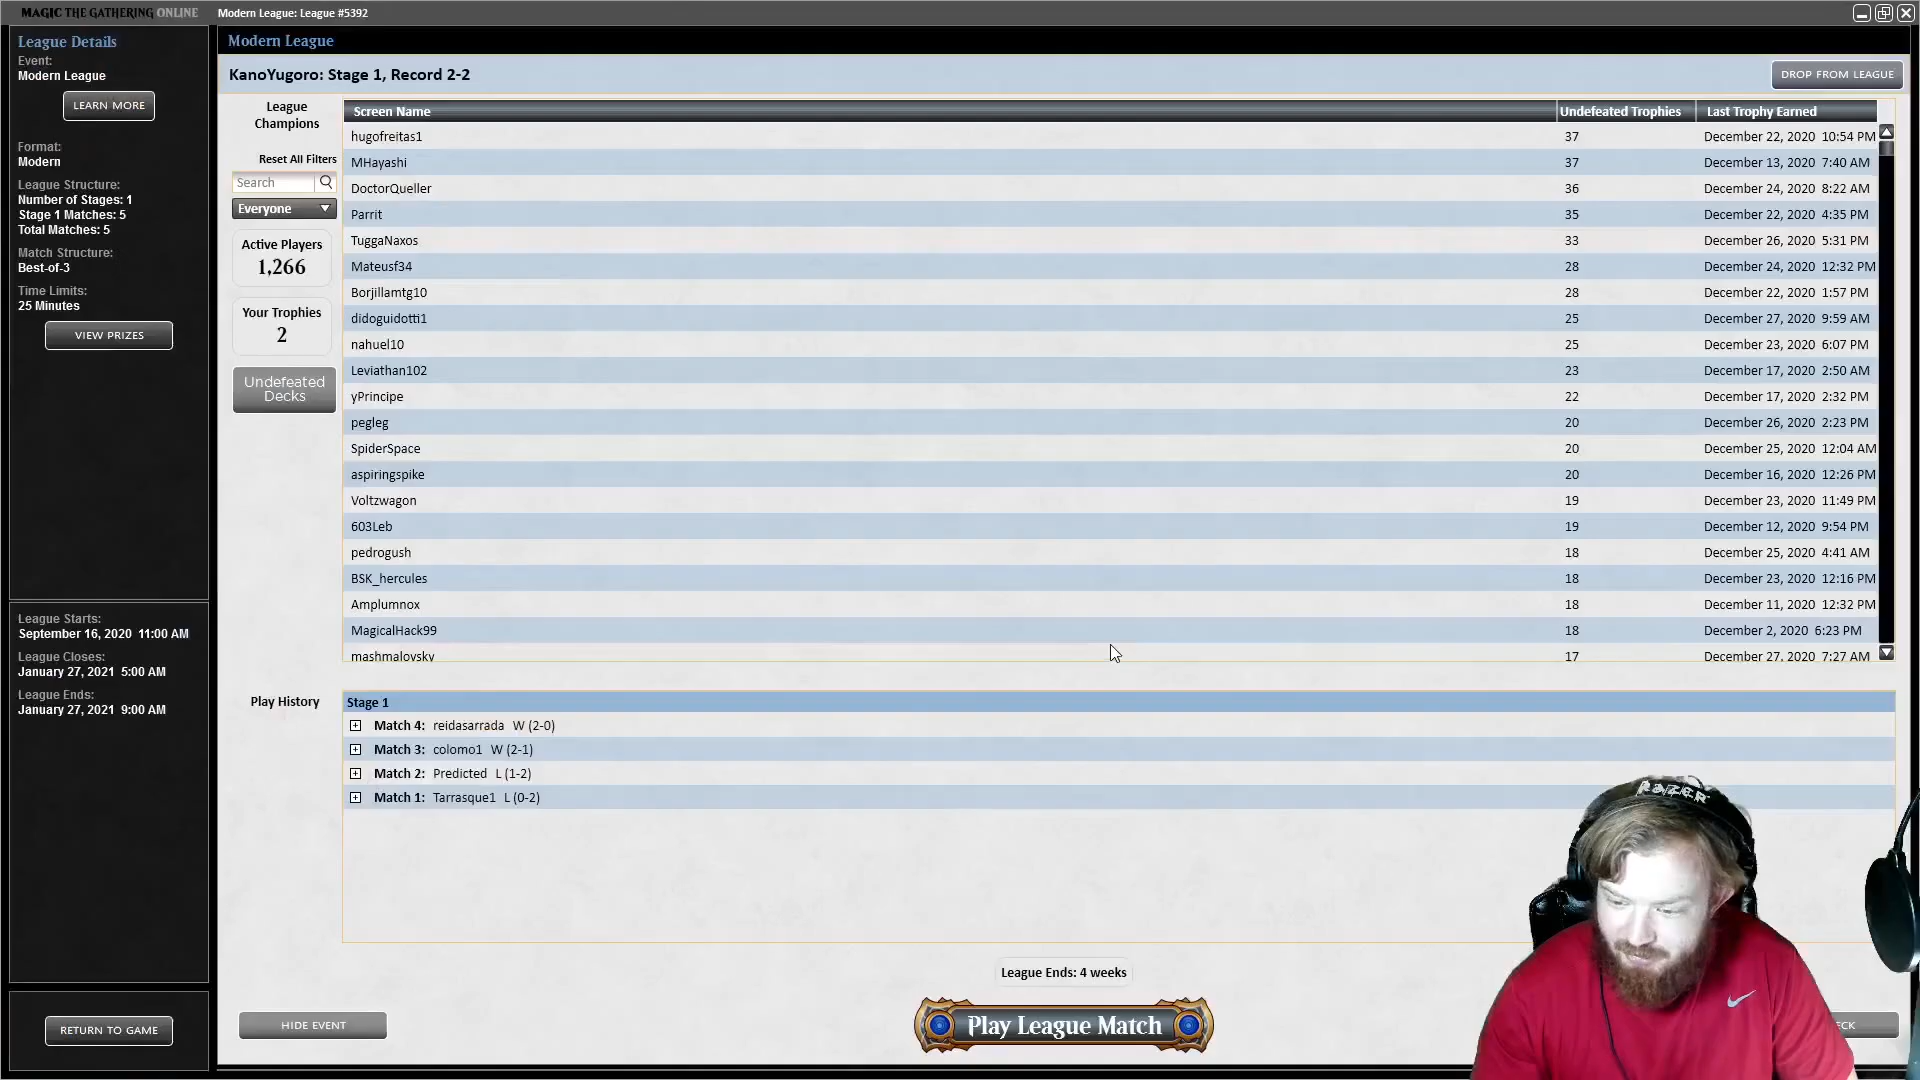 MAGIC THE GATHERING ONLINE
Modern League: League #5392
League Details
Event:
Modern League
LEARN MORE
Format:
Modern
League Structure:
Number of Stages: 1
Stage 1 Matches: 5
Total Matches: 5
Match Structure:
Best-of-3
Time Limits:
25 Minutes
VIEW PRIZES
League Starts:
September 16, 2020 11:00 AM
League Closes:
January 27, 2021 5:00 AM
League Ends:
January 27, 2021 9:00 AM
RETURN TO GAME
Modern League
KanoYugoro: Stage 1, Record 2-2
DROP FROM LEAGUE
League
Champions
Reset All Filters
Search
Everyone
Active Players
1,266
Your Trophies
2
Undefeated
Decks
Screen Name Undefeated Trophies Last Trophy Earned
hugofreitas1 37 December 22, 2020 10:54 PM
MHayashi 37 December 13, 2020 7:40 AM
DoctorQueller 36 December 24, 2020 8:22 AM
Parrit 35 December 22, 2020 4:35 PM
TuggaNaxos 33 December 26, 2020 5:31 PM
Mateusf34 28 December 24, 2020 12:32 PM
Borjillamtg10 28 December 22, 2020 1:57 PM
didoguidotti1 25 December 27, 2020 9:59 AM
nahuel10 25 December 23, 2020 6:07 PM
Leviathan102 23 December 17, 2020 2:50 AM
yPrincipe 22 December 17, 2020 2:32 PM
pegleg 20 December 26, 2020 2:23 PM
SpiderSpace 20 December 25, 2020 12:04 AM
aspiringspike 20 December 16, 2020 12:26 PM
Voltzwagon 19 December 23, 2020 11:49 PM
603Leb 19 December 12, 2020 9:54 PM
pedrogush 18 December 25, 2020 4:41 AM
BSK_hercules 18 December 23, 2020 12:16 PM
Amplumnox 18 December 11, 2020 12:32 PM
MagicalHack99 18 December 2, 2020 6:23 PM
mashmalovsky 17 December 27, 2020 7:27 AM
Play History
Stage 1
Match 4: reidasarrada W (2-0)
Match 3: colomo1 W (2-1)
Match 2: Predicted L (1-2)
Match 1: Tarrasque1 L (0-2)
League Ends: 4 weeks
HIDE EVENT
Play League Match
RAZER